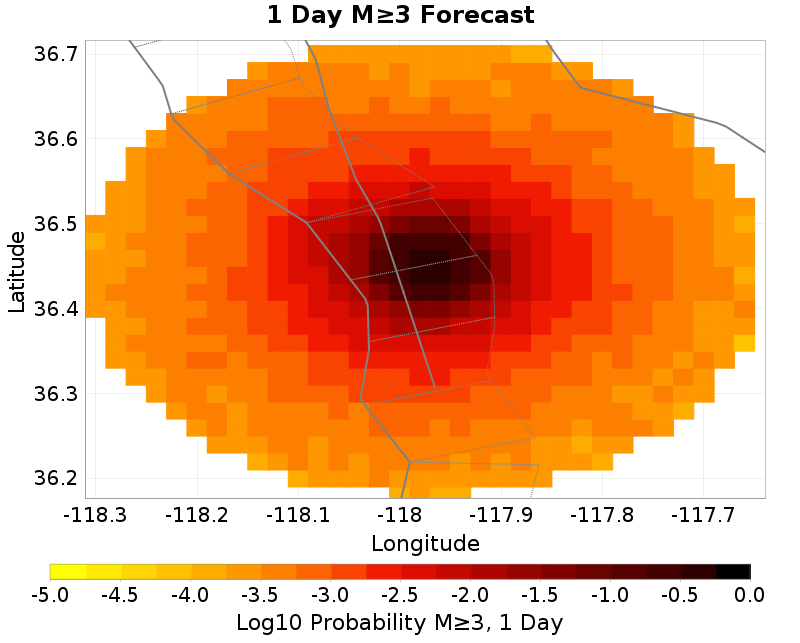 1 Day M≥3 Forecast
36.7
36.6
36.5
36.4
36.3
36.2
Latitude
-118.3 -118.2 -118.1 -118 -117.9 -117.8 -117.7
Longitude
-5.0 -4.5 -4.0 -3.5 -3.0 -2.5 -2.0 -1.5 -1.0 -0.5 0.0
Log10 Probability M≥3, 1 Day